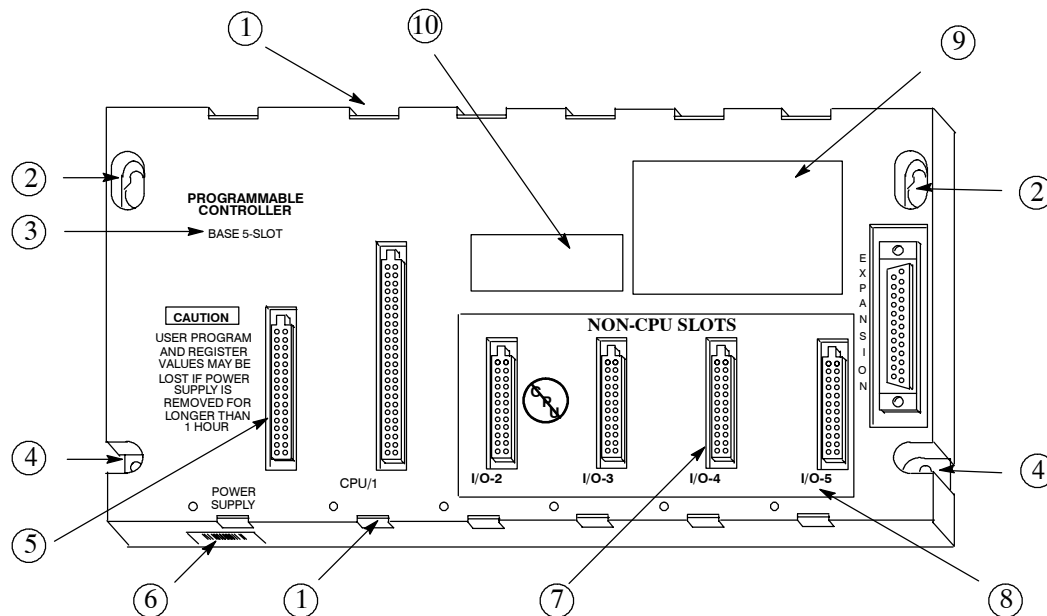 1
10
9
2
2
PROGRAMMABLE
CONTROLLER
3
BASE 5-SLOT
EXPANSION
CAUTION
USER PROGRAM
AND REGISTER
VALUES MAY BE
LOST IF POWER
SUPPLY IS
REMOVED FOR
LONGER THAN
1 HOUR
NON-CPU SLOTS
CPU
4
4
I/O-2
I/O-3
I/O-4
I/O-5
CPU/1
POWER
SUPPLY
5
6
1
7
8